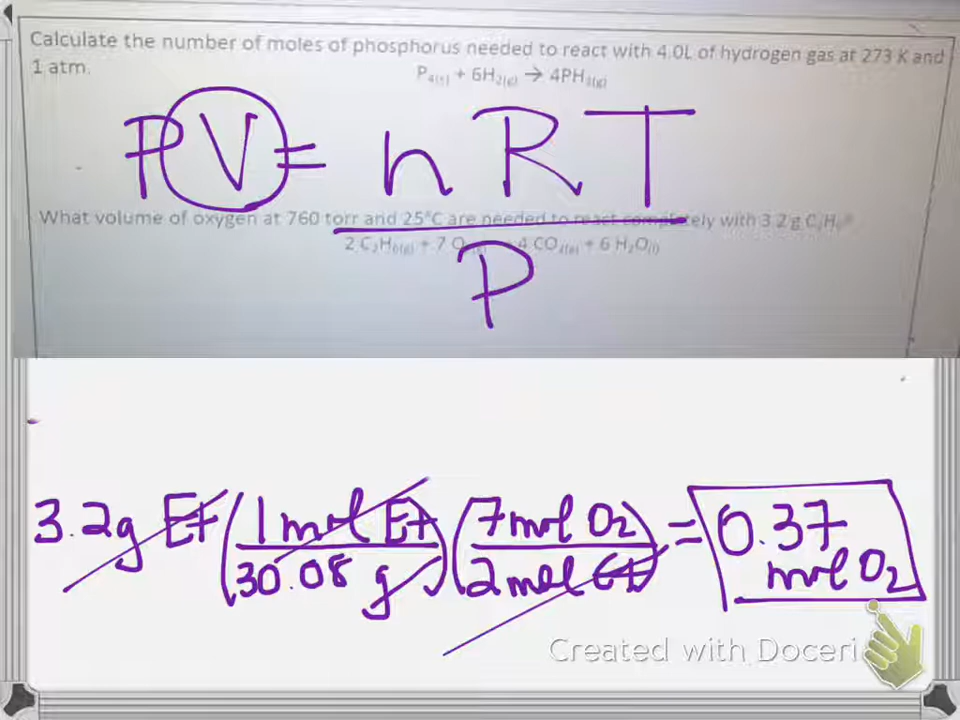 Calculate the number of moles of phosphorus needed to react with 4.0L of hydrogen gas at 273 K and
1 atm.
P₄₍ₛ₎ + 6H₂₍g₎ → 4PH₃₍g₎
PV = nRT
What volume of oxygen at 760 torr and 25°C are needed to react completely with 3.2 g C₂H₆?
2 C₂H₆₍g₎ + 7 O 4 CO₂₍g₎ + 6 H₂O₍l₎
P
3.2g Et (1 mol Et / 30.08 g) (7 mol O₂ / 2 mol Et) = 0.37
mol O₂
Created with Doceri